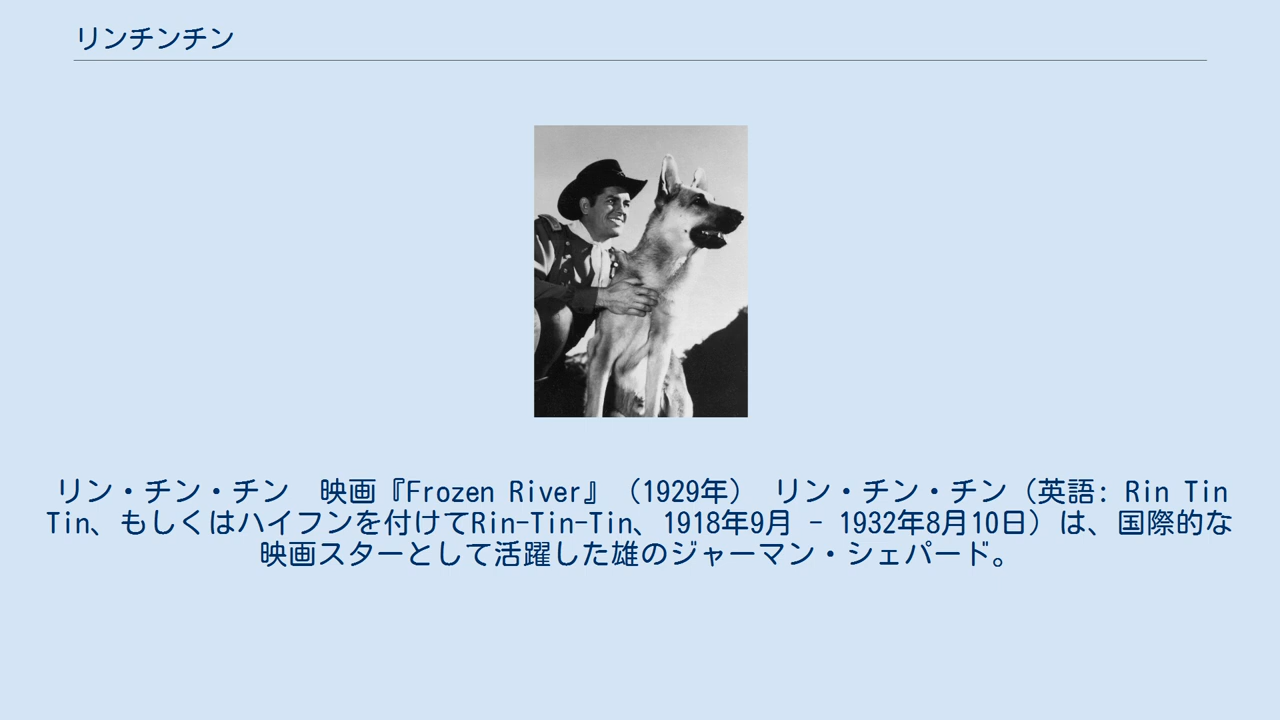 リンチンチン
リン・チン・チン　映画『Frozen River』（1929年）　リン・チン・チン（英語: Rin Tin
Tin、もしくはハイフンを付けてRin-Tin-Tin、1918年9月 - 1932年8月10日）は、国際的な
映画スターとして活躍した雄のジャーマン・シェパード。